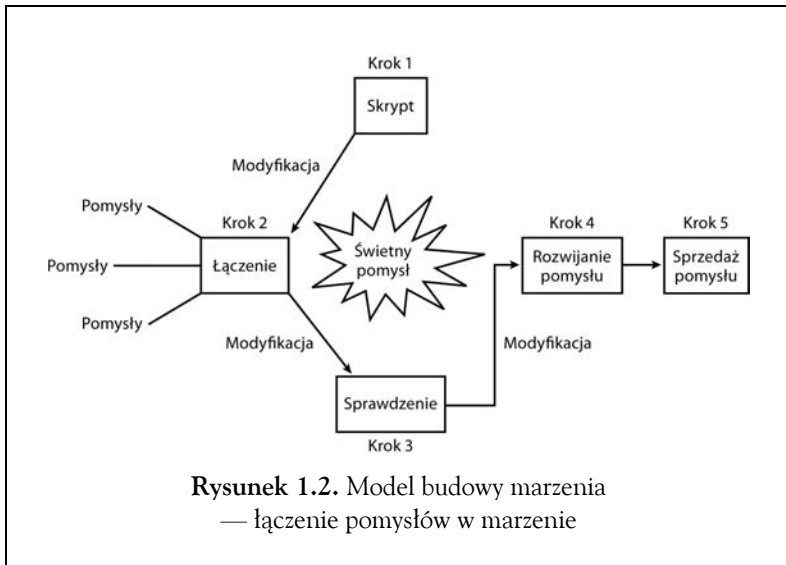 Krok 1
Skrypt
Modyfikacja
Pomysły
Krok 2
Pomysły
Łączenie
Świetny
pomysł
Pomysły
Modyfikacja
Krok 4
Rozwijanie
pomysłu
Krok 5
Sprzedaż
pomysłu
Modyfikacja
Sprawdzenie
Krok 3
Rysunek 1.2. Model budowy marzenia
— łączenie pomysłów w marzenie